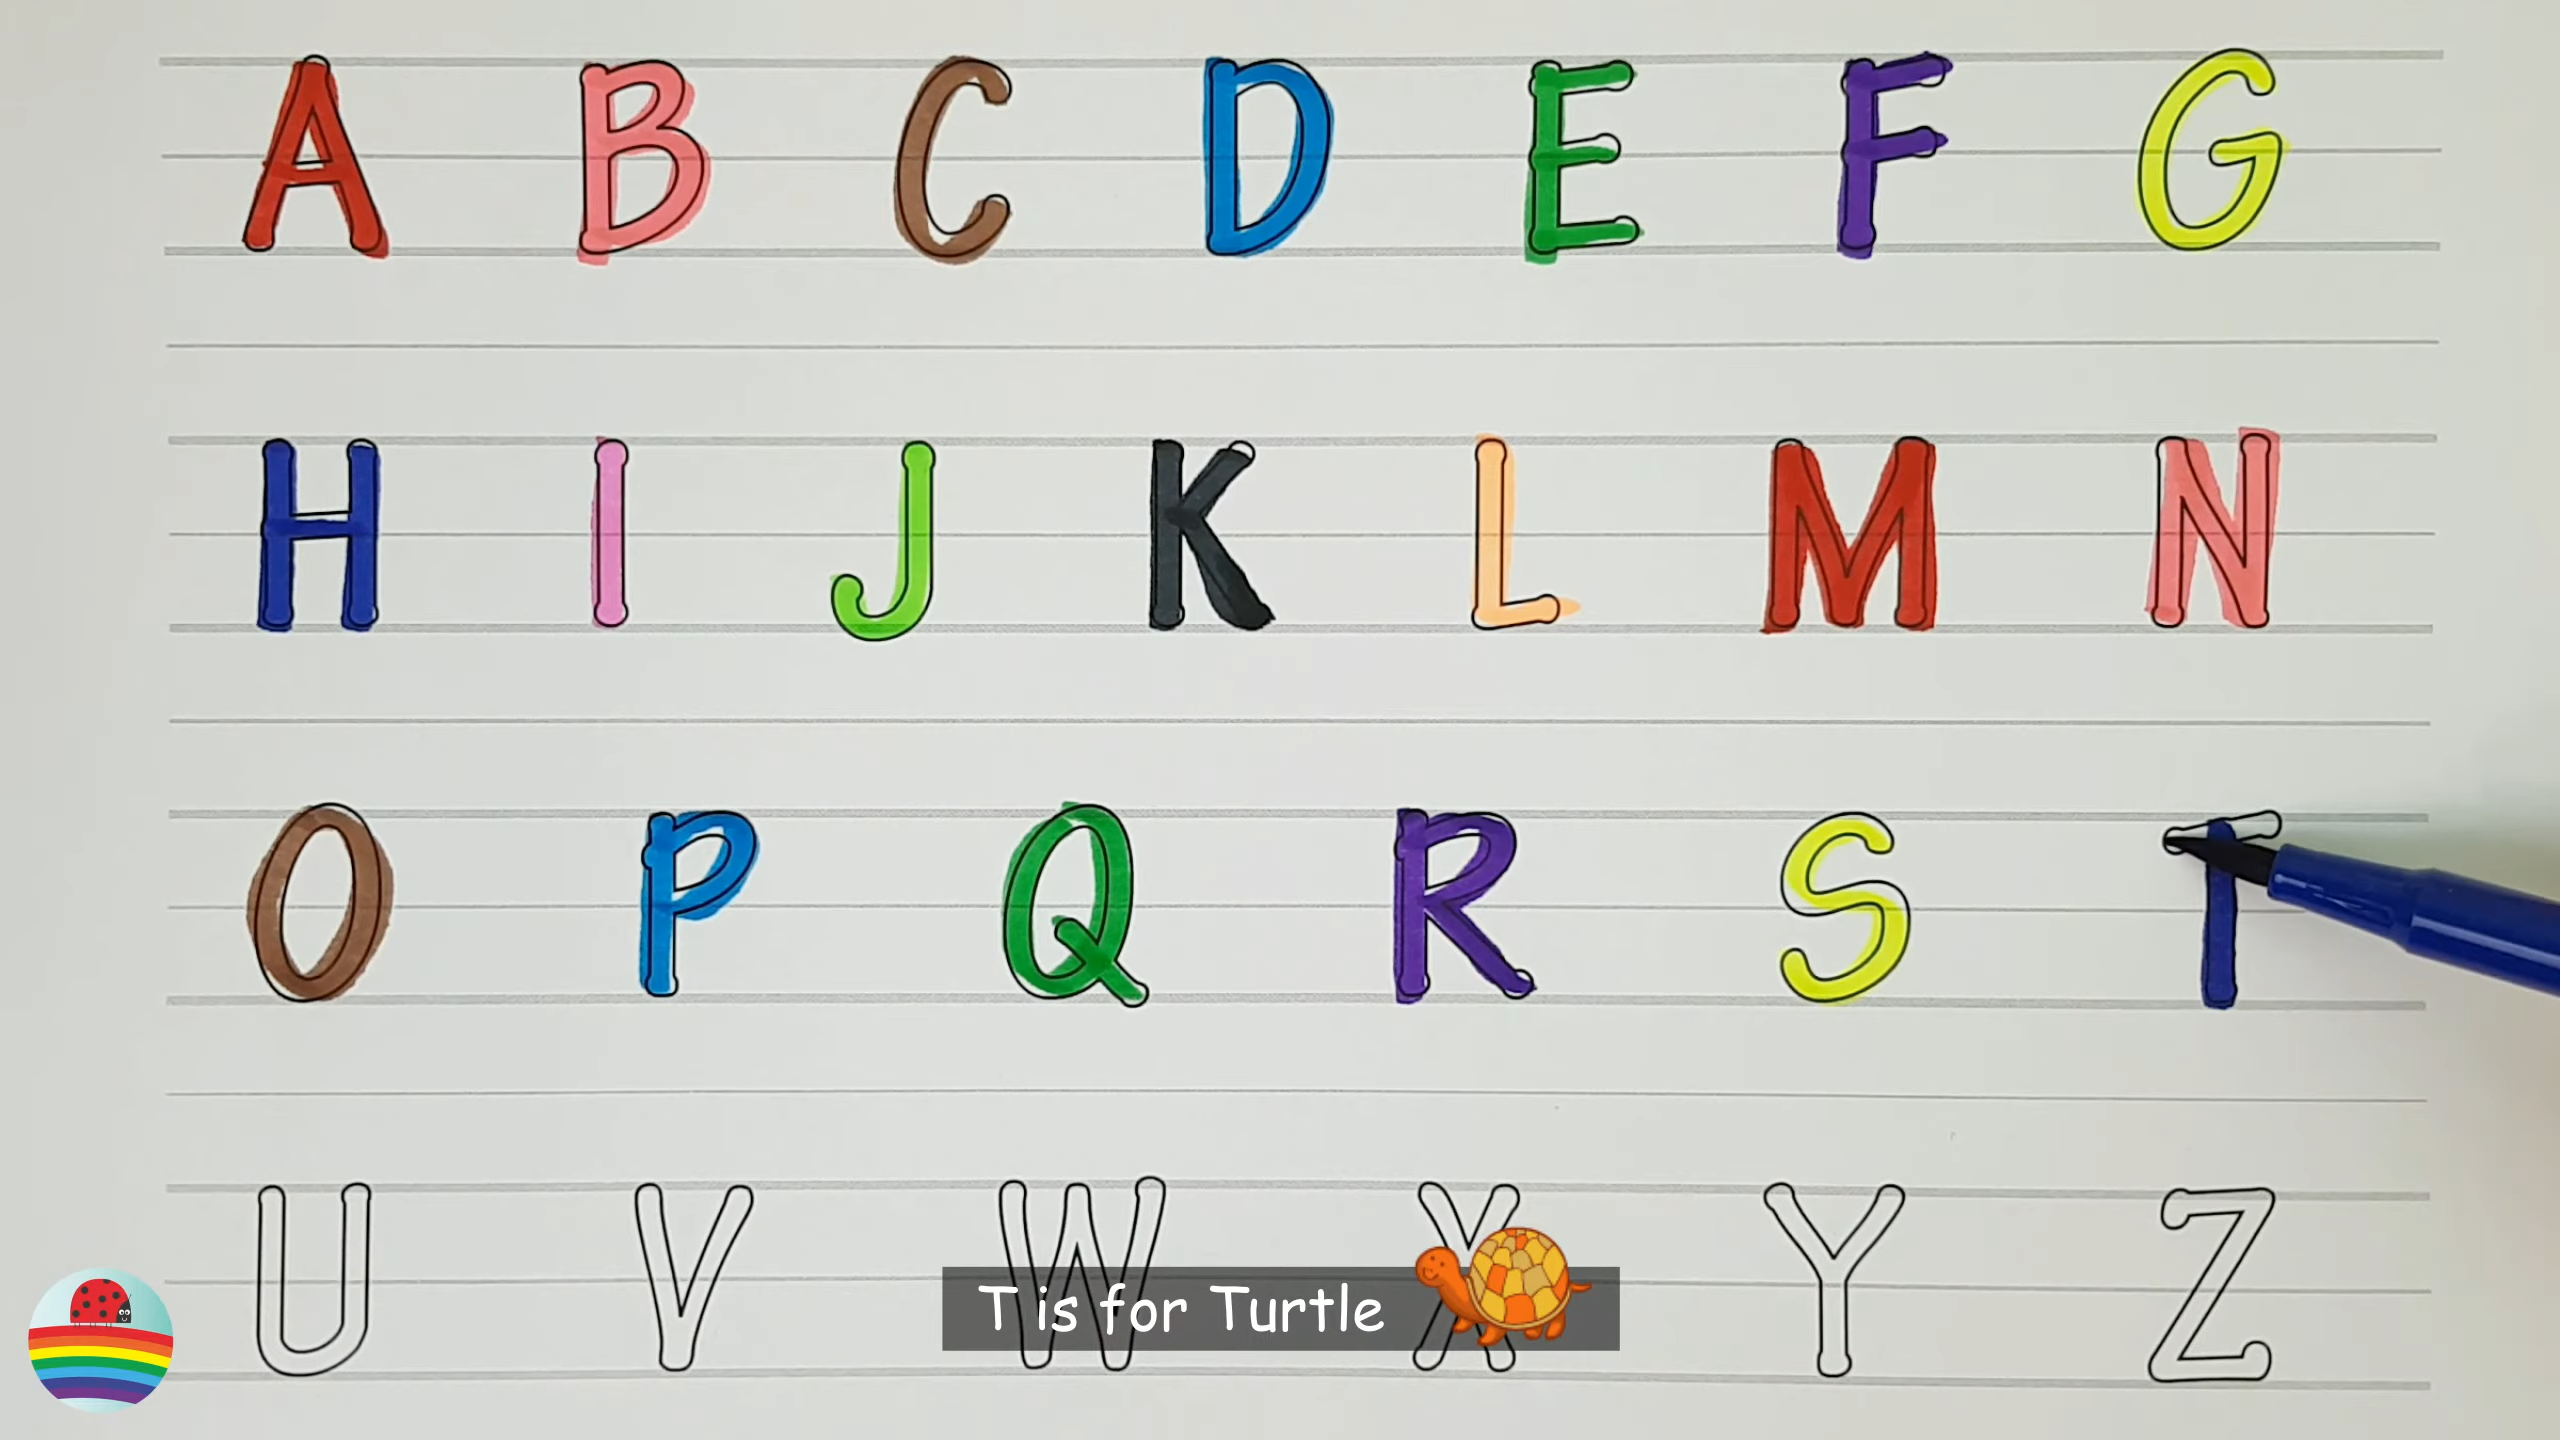 A B C D E F G
H I J K L M N
O P Q R S T
U V W X Y Z
T is for Turtle